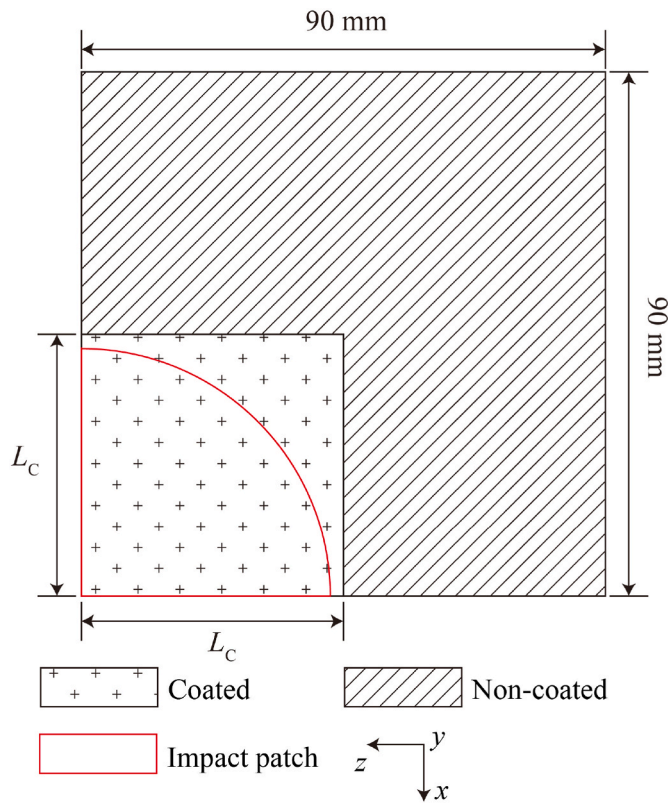 90 mm
90 mm
L_C
L_C
Coated
Non-coated
Impact patch
y
z
x